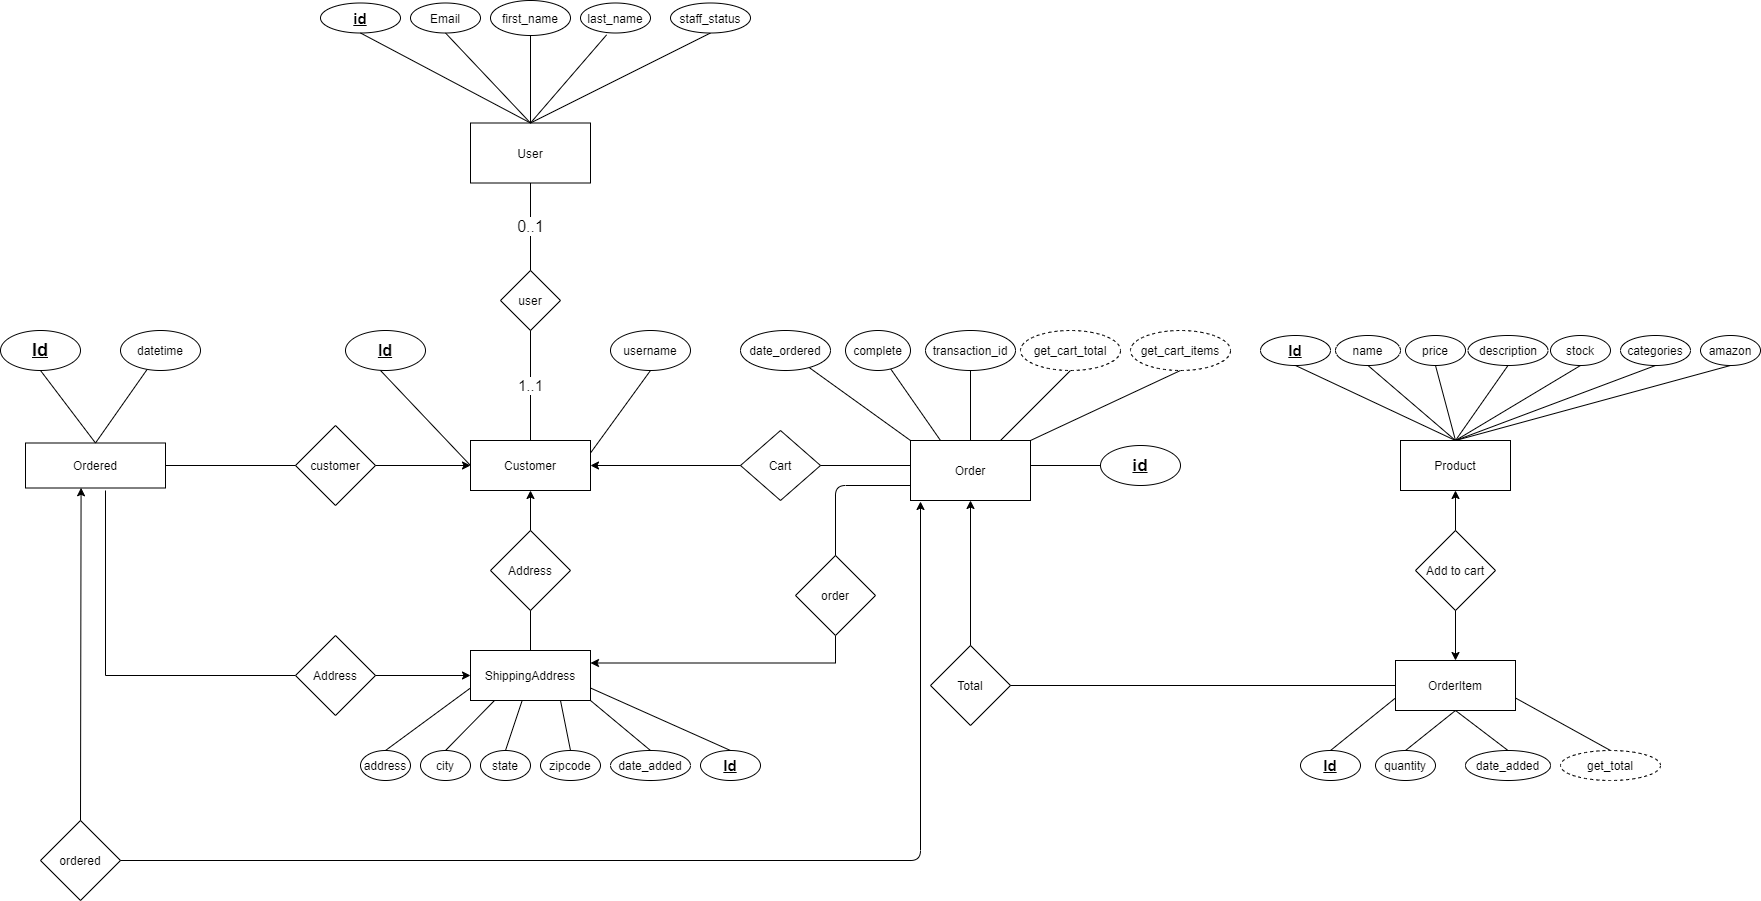 id
Email
first_name
last_name
staff_status
User
0..1
user
Id
datetime
Id
username
date_ordered
complete
transaction_id
get_cart_total
get_cart_items
Id
name
price
description
stock
categories
amazon
1..1
Ordered
customer
Customer
Cart
Order
id
Product
Address
order
Add to cart
Address
ShippingAddress
Total
OrderItem
address
city
state
zipcode
date_added
Id
Id
quantity
date_added
get_total
ordered